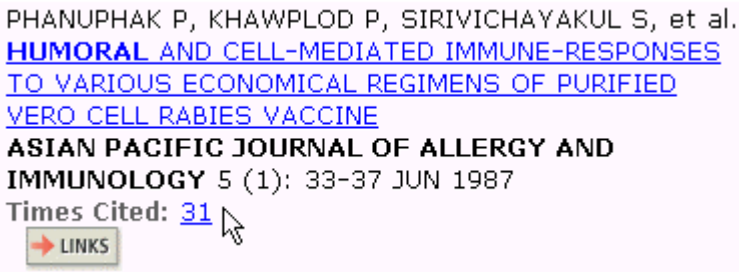 PHANUPHAK P, KHAWPLOD P, SIRIVICHAYAKUL S, et al.
HUMORAL AND CELL-MEDIATED IMMUNE-RESPONSES
TO VARIOUS ECONOMICAL REGIMENS OF PURIFIED
VERO CELL RABIES VACCINE
ASIAN PACIFIC JOURNAL OF ALLERGY AND
IMMUNOLOGY 5 (1): 33-37 JUN 1987
Times Cited: 31
LINKS